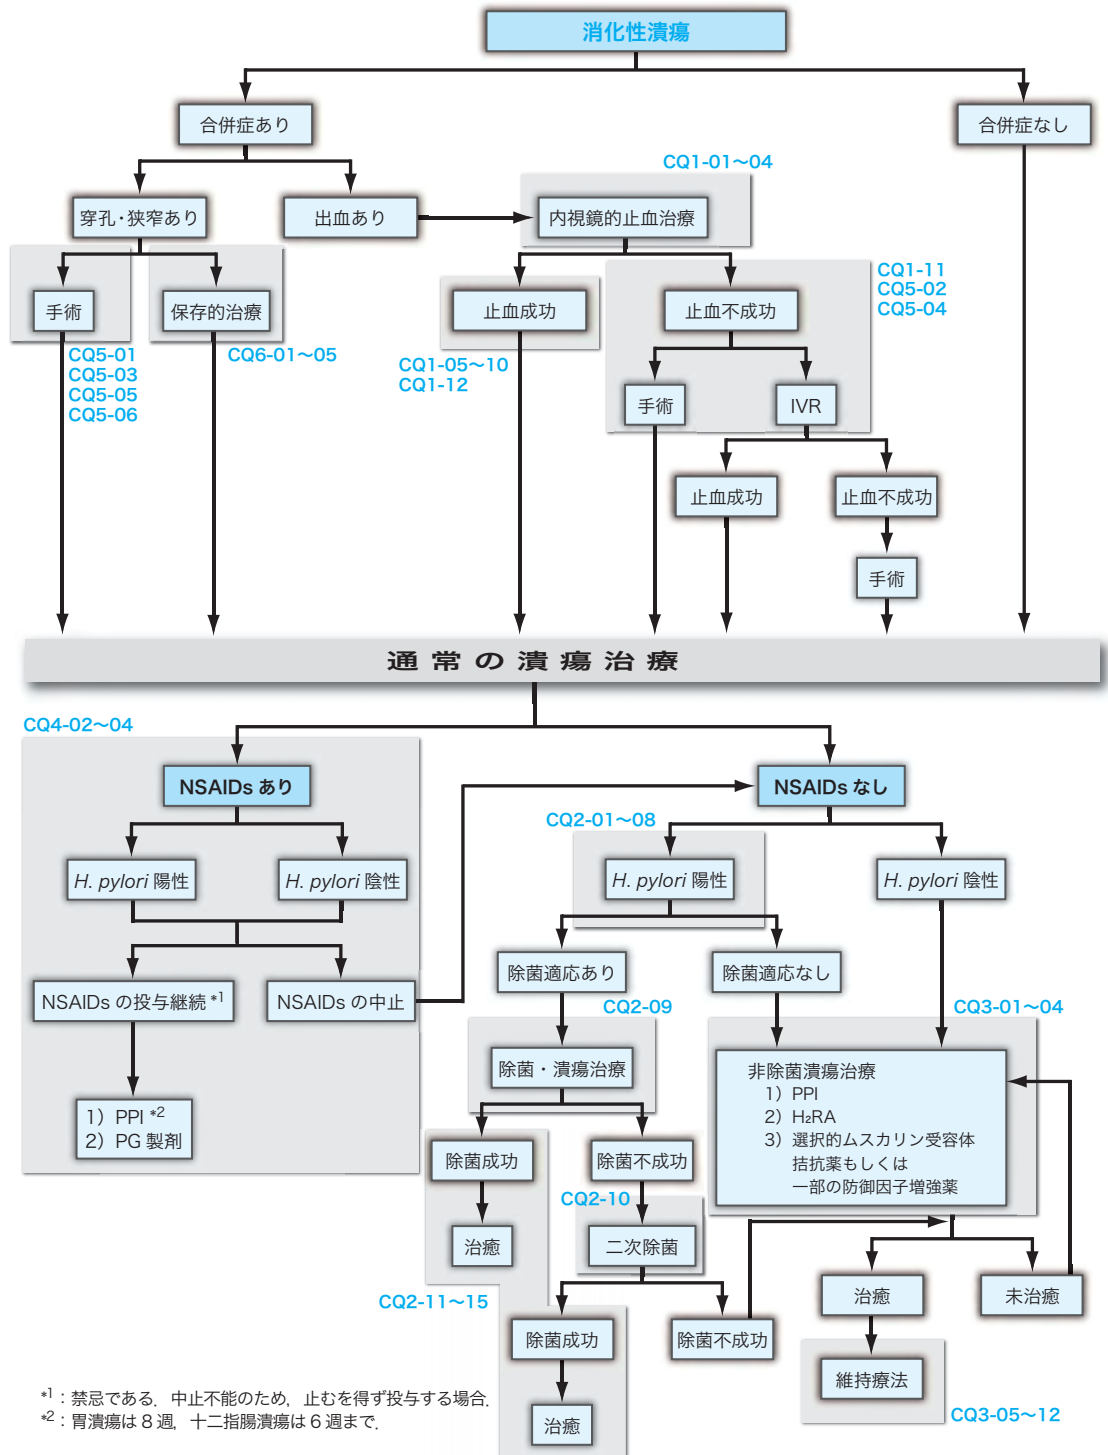 消化性潰瘍
合併症あり
合併症なし
CQ1-01〜04
穿孔・狭窄あり
出血あり
内視鏡的止血治療
手術
保存的治療
止血成功
止血不成功
CQ1-11
CQ5-02
CQ5-04
CQ5-01
CQ5-03
CQ5-05
CQ5-06
CQ6-01〜05
CQ1-05〜10
CQ1-12
手術
IVR
止血成功
止血不成功
手術
通常の潰瘍治療
CQ4-02〜04
NSAIDs あり
NSAIDs なし
CQ2-01〜08
H. pylori 陽性
H. pylori 陰性
H. pylori 陽性
H. pylori 陰性
除菌適応あり
除菌適応なし
NSAIDs の投与継続 *1
NSAIDs の中止
CQ2-09
CQ3-01〜04
除菌・潰瘍治療
非除菌潰瘍治療
1）PPI
2）H₂RA
3）選択的ムスカリン受容体
拮抗薬もしくは
一部の防御因子増強薬
1）PPI *2
2）PG 製剤
除菌成功
除菌不成功
CQ2-10
治癒
二次除菌
CQ2-11〜15
治癒
未治癒
除菌成功
除菌不成功
維持療法
CQ3-05〜12
治癒
*1：禁忌である．中止不能のため，止むを得ず投与する場合．
*2：胃潰瘍は 8 週，十二指腸潰瘍は 6 週まで．